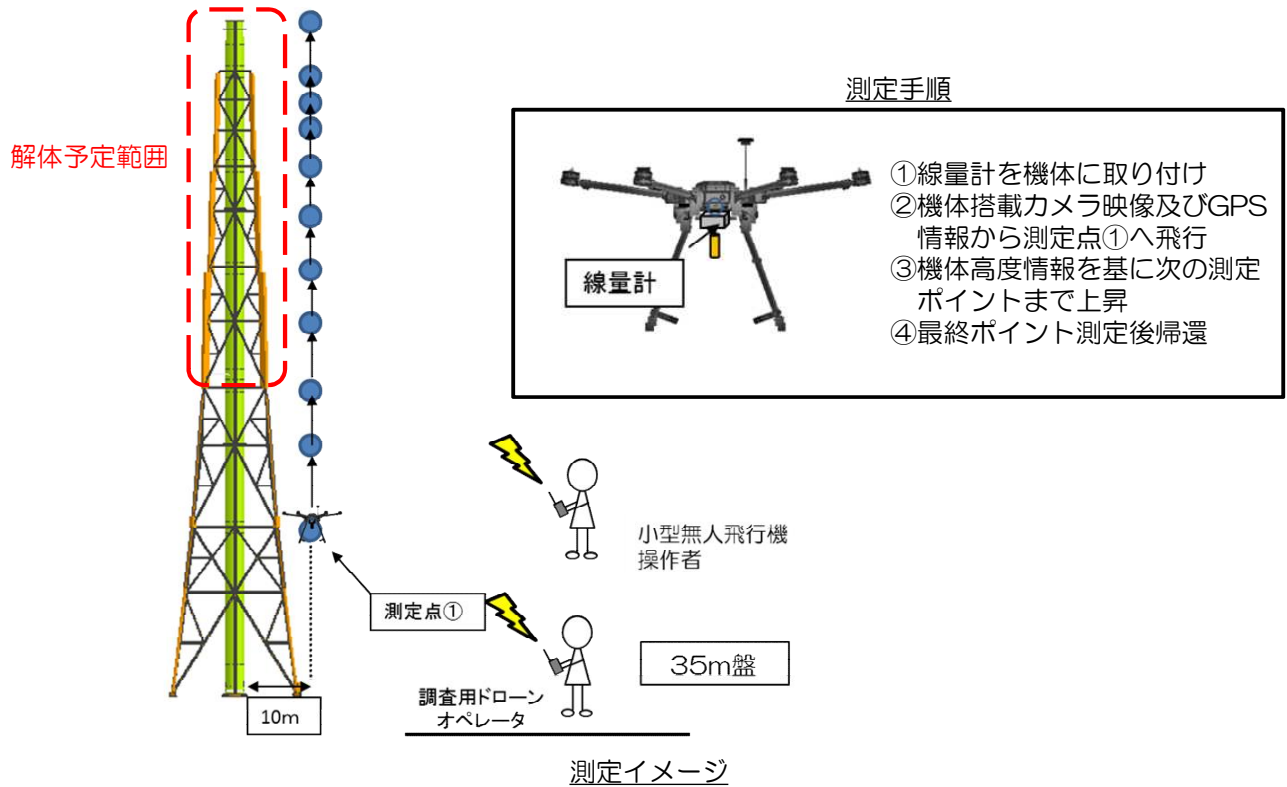 測定手順
解体予定範囲
①線量計を機体に取り付け
②機体搭載カメラ映像及びGPS
情報から測定点①へ飛行
③機体高度情報を基に次の測定
ポイントまで上昇
④最終ポイント測定後帰還
線量計
小型無人飛行機
操作者
測定点①
35m盤
調査用ドローン
オペレータ
10m
測定イメージ